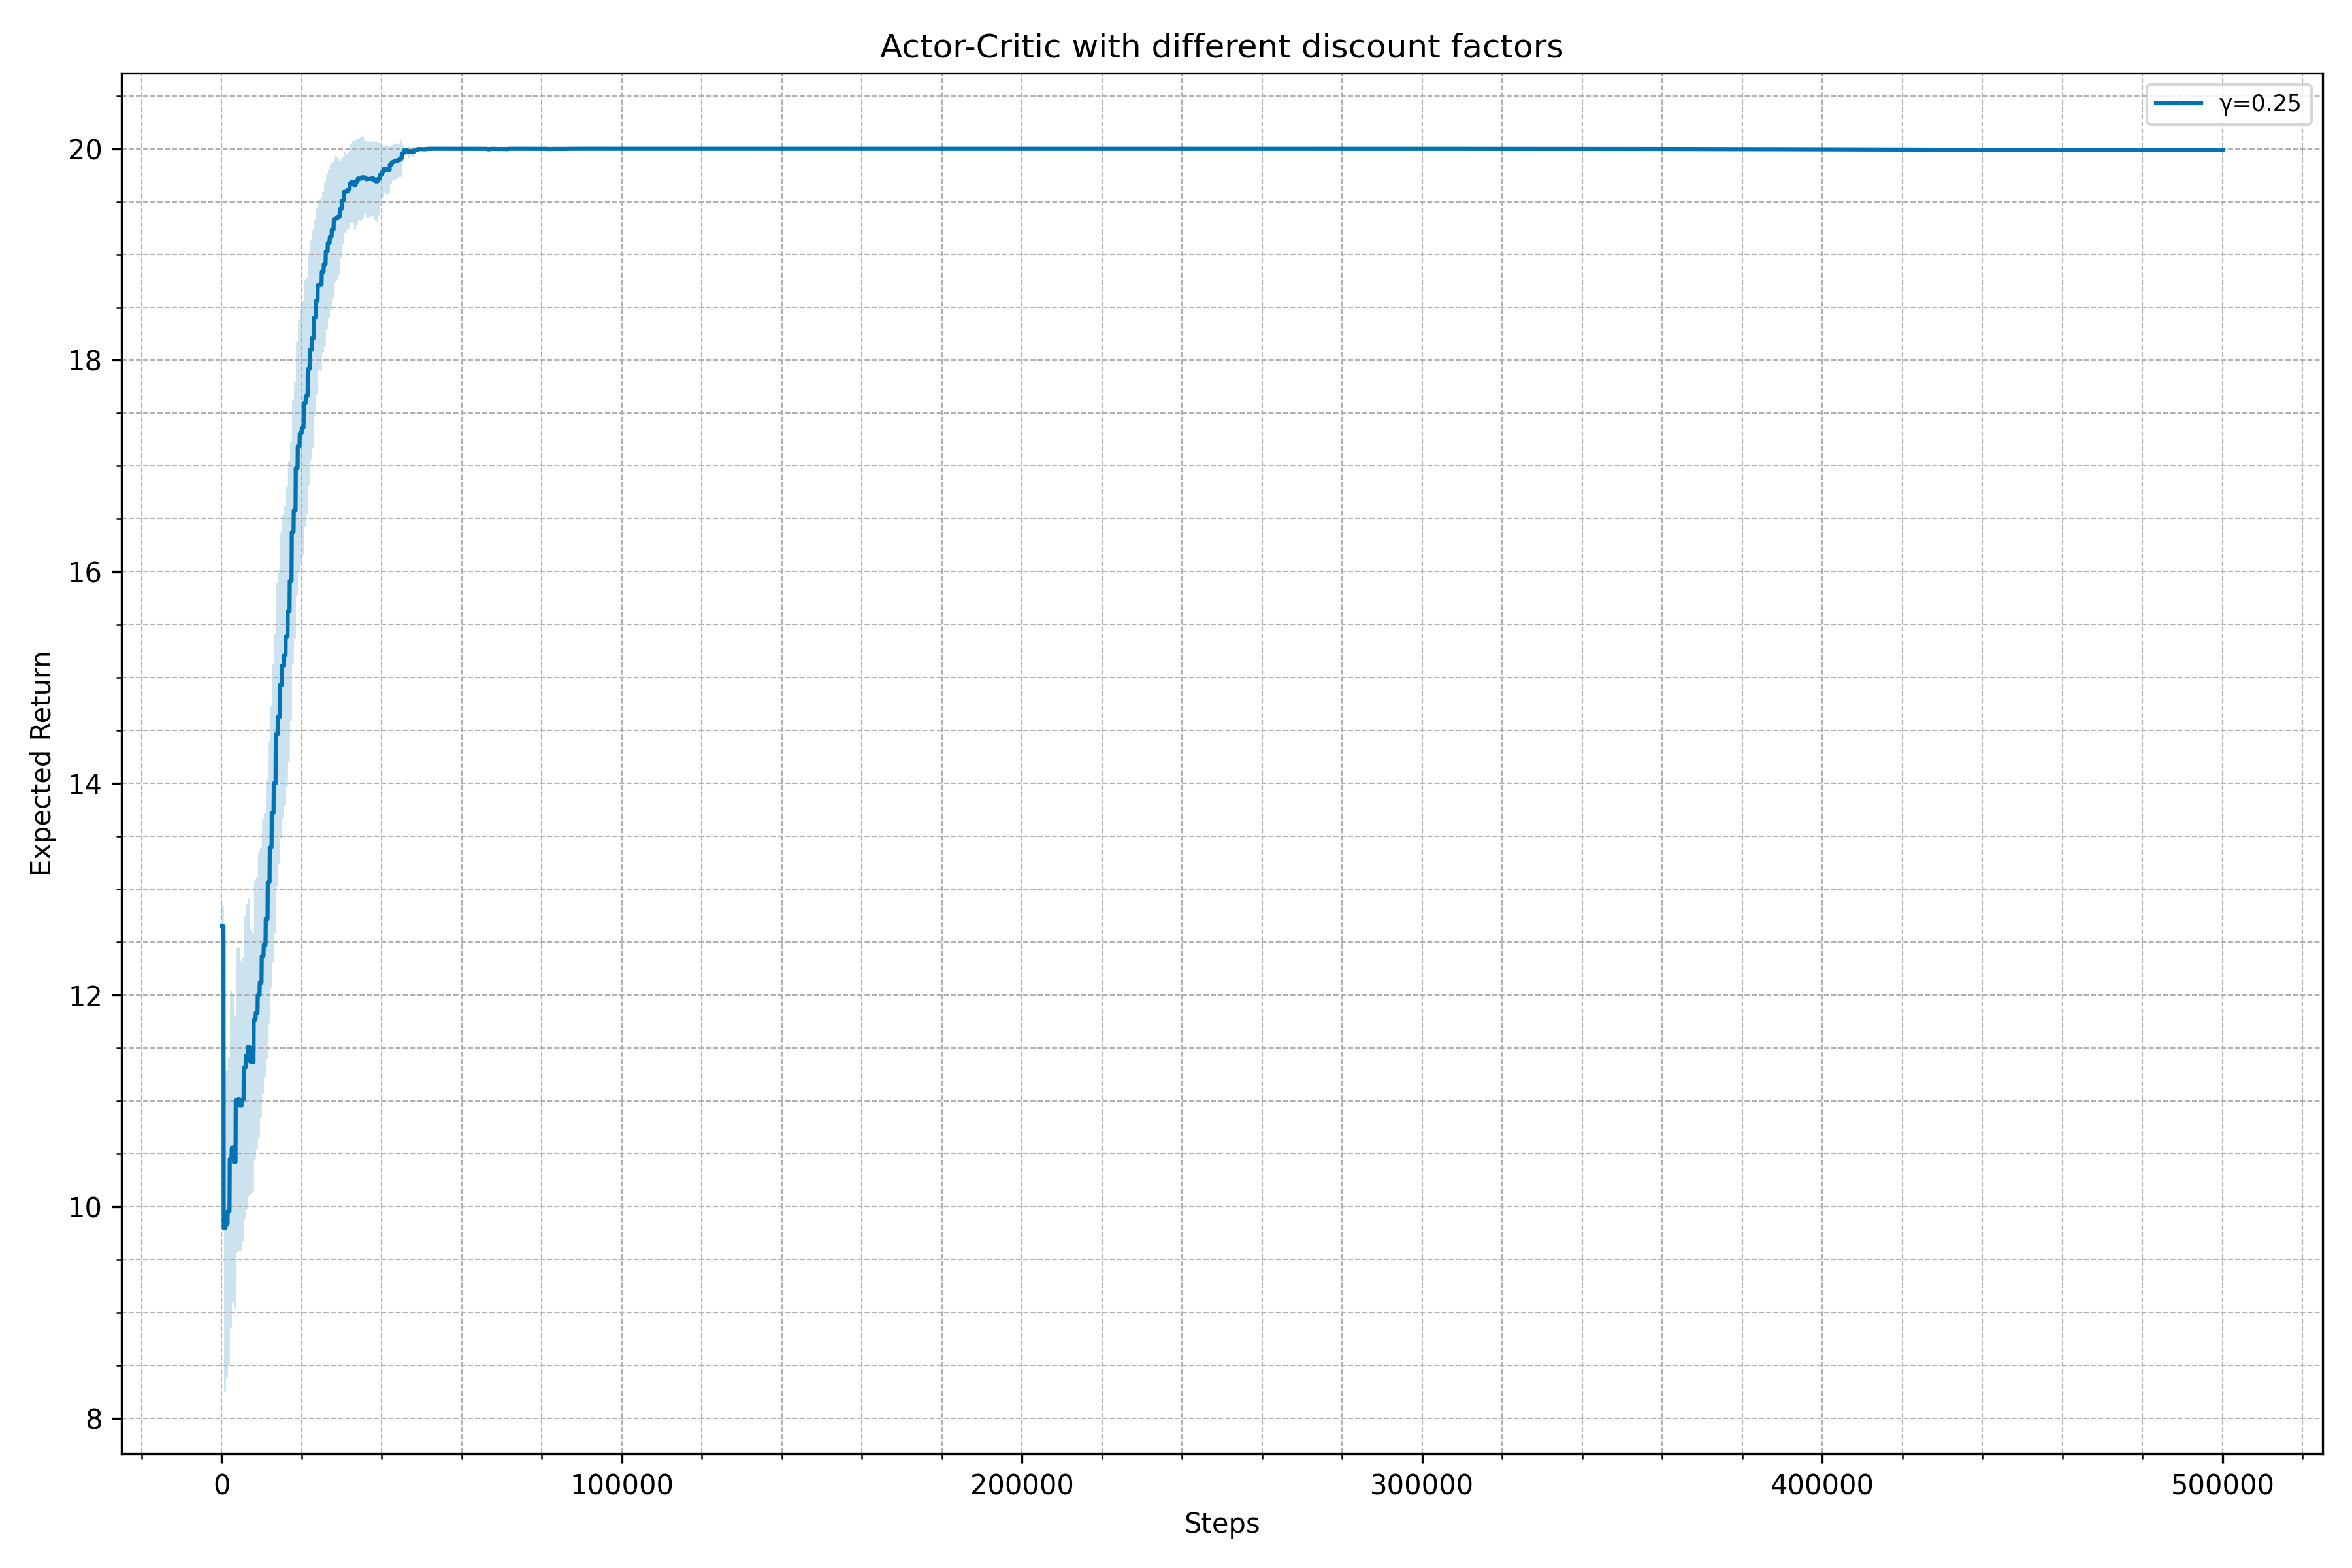 Actor-Critic with different discount factors
γ=0.25
Expected Return
20
18
16
14
12
10
8
0 100000 200000 300000 400000 500000
Steps